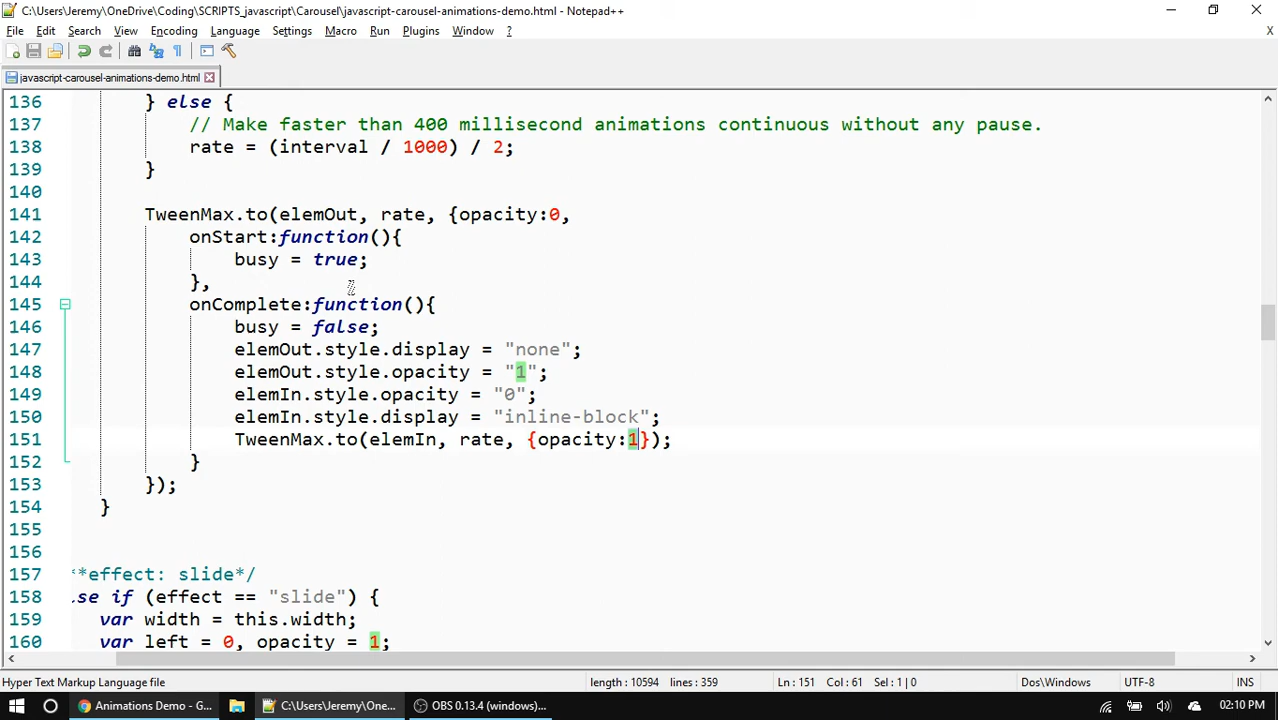 C:\Users\Jeremy\OneDrive\Coding\SCRIPTS_javascript\Carousel\javascript-carousel-animations-demo.html - Notepad++
File Edit Search View Encoding Language Settings Macro Run Plugins Window ? X
javascript-carousel-animations-demo.html
136 } else {
137 // Make faster than 400 millisecond animations continuous without any pause.
138 rate = (interval / 1000) / 2;
139 }
140
141 TweenMax.to(elemOut, rate, {opacity:0,
142 onStart:function(){
143 busy = true;
144 },
145 onComplete:function(){
146 busy = false;
147 elemOut.style.display = "none";
148 elemOut.style.opacity = "1";
149 elemIn.style.opacity = "0";
150 elemIn.style.display = "inline-block";
151 TweenMax.to(elemIn, rate, {opacity:1});
152 }
153 });
154 }
155
156
157 **effect: slide*/
158 se if (effect == "slide") {
159 var width = this.width;
160 var left = 0, opacity = 1;
Hyper Text Markup Language file length : 10594 lines : 359 Ln : 151 Col : 61 Sel : 1 | 0 Dos\Windows UTF-8 INS
Animations Demo - G... C:\Users\Jeremy\One... OBS 0.13.4 (windows)... 02:10 PM